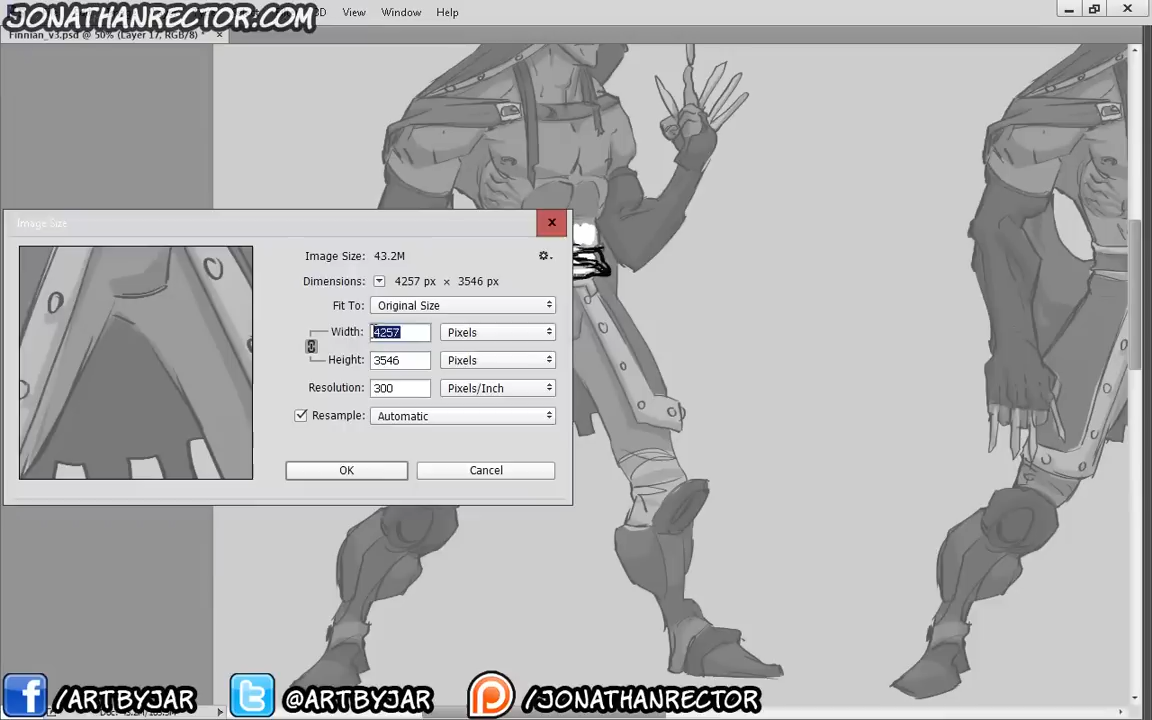 JONATHANRECTOR.COM
3D View Window Help
Finnian_v3.psd @ 50% (Layer 17, RGB/8) *
Image Size
Image Size: 43.2M
Dimensions: 4257 px × 3546 px
Fit To: Original Size
Width: 4257 Pixels
Height: 3546 Pixels
Resolution: 300 Pixels/Inch
Resample: Automatic
OK Cancel
f /ARTBYJAR @ARTBYJAR /JONATHANRECTOR